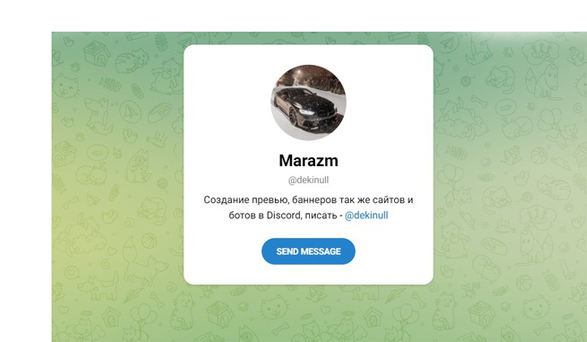 Marazm
@dekinull
Создание превью, баннеров так же сайтов и
ботов в Discord, писать - @dekinull
SEND MESSAGE